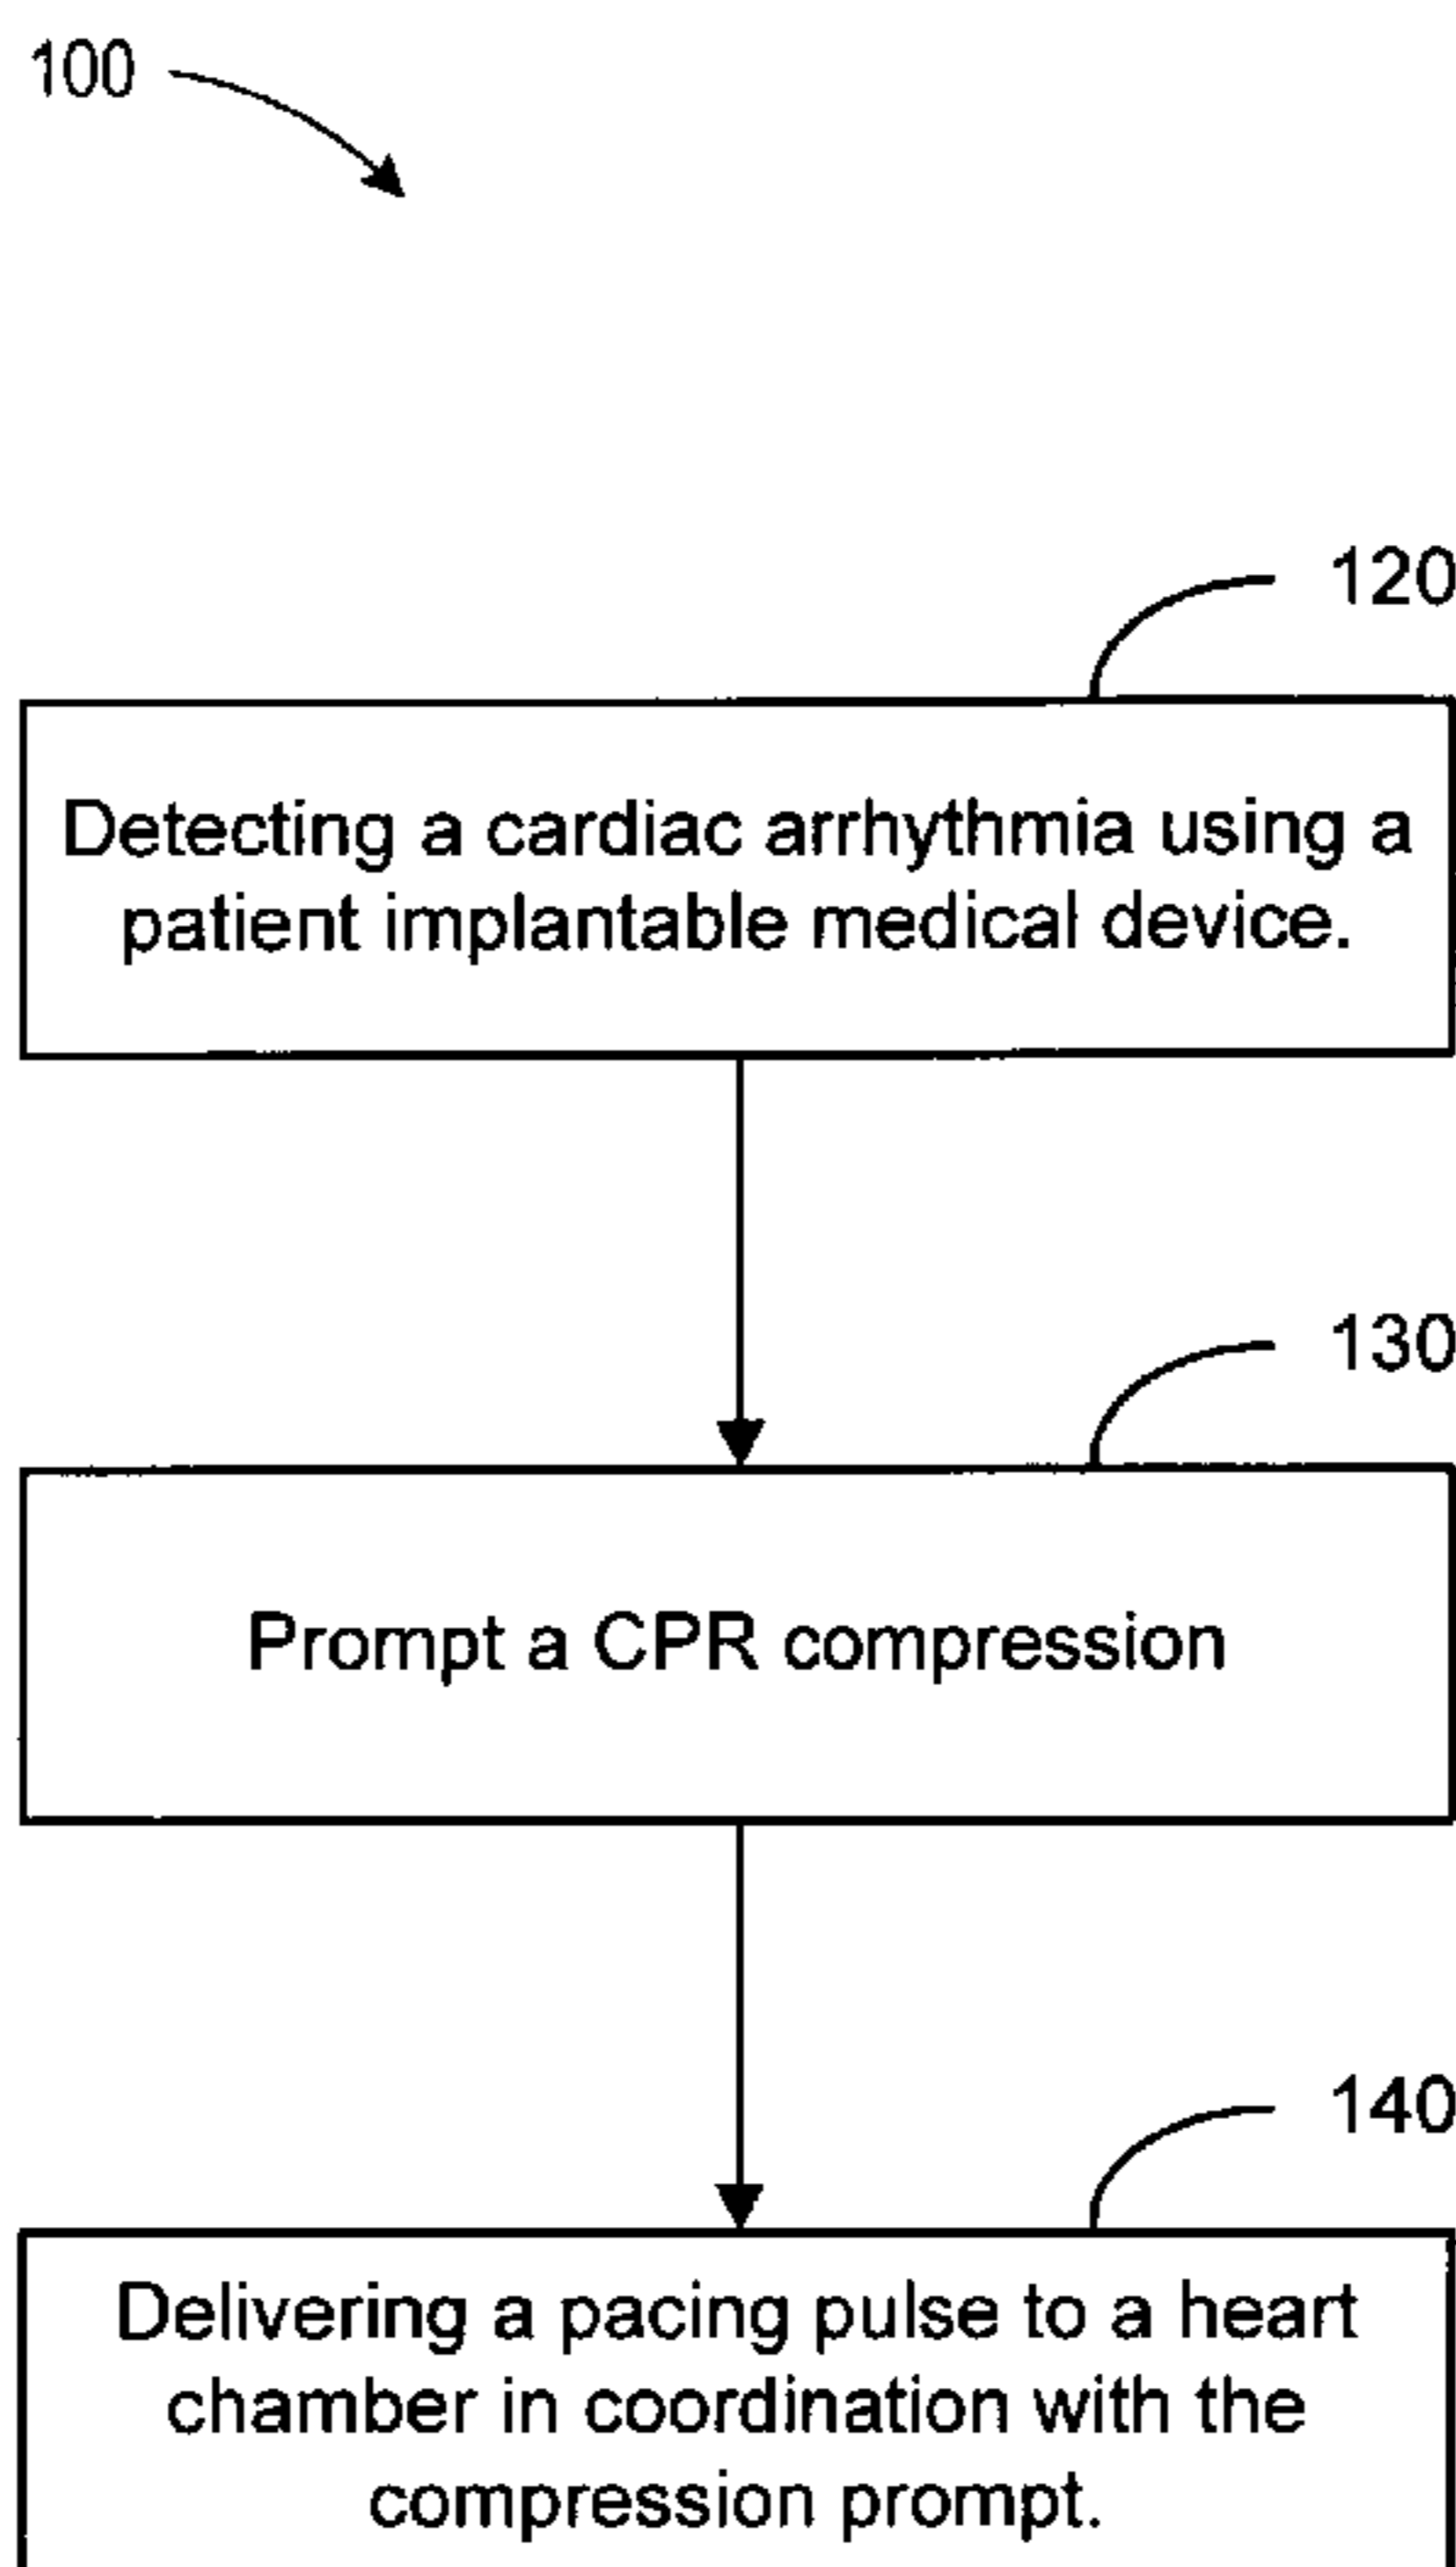 100
120
Detecting a cardiac arrhythmia using a
patient implantable medical device.
130
Prompt a CPR compression
140
Delivering a pacing pulse to a heart
chamber in coordination with the
compression prompt.